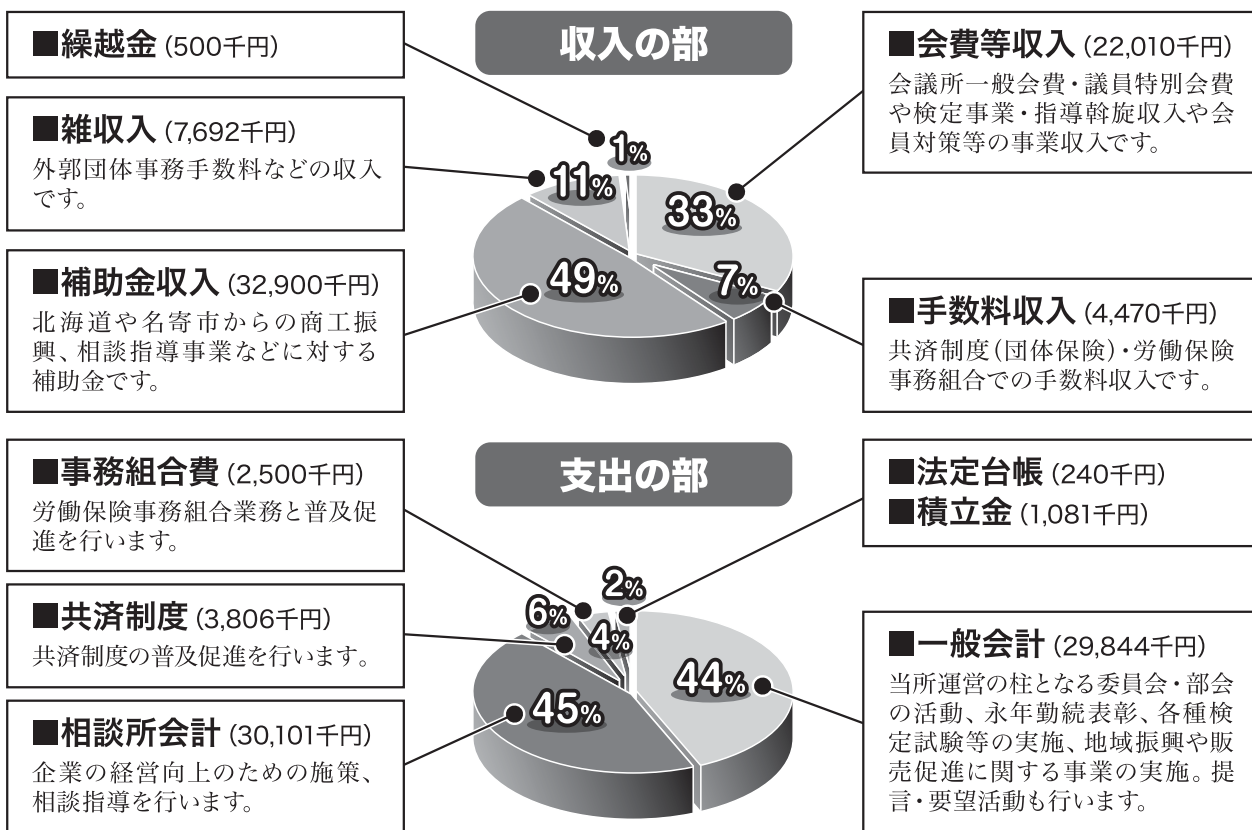 収入の部
■繰越金 (500千円)
■雑収入 (7,692千円)
外郭団体事務手数料などの収入
です。
■補助金収入 (32,900千円)
北海道や名寄市からの商工振
興、相談指導事業などに対する
補助金です。
1%
11%
33%
49%
7%
■会費等収入 (22,010千円)
会議所一般会費・議員特別会費
や検定事業・指導斡旋収入や会
員対策等の事業収入です。
■手数料収入 (4,470千円)
共済制度(団体保険)・労働保険
事務組合での手数料収入です。
支出の部
■事務組合費 (2,500千円)
労働保険事務組合業務と普及促
進を行います。
■共済制度 (3,806千円)
共済制度の普及促進を行います。
■相談所会計 (30,101千円)
企業の経営向上のための施策、
相談指導を行います。
2%
6%
4%
44%
45%
■法定台帳 (240千円)
■積立金 (1,081千円)
■一般会計 (29,844千円)
当所運営の柱となる委員会・部会
の活動、永年勤続表彰、各種検
定試験等の実施、地域振興や販
売促進に関する事業の実施。提
言・要望活動も行います。